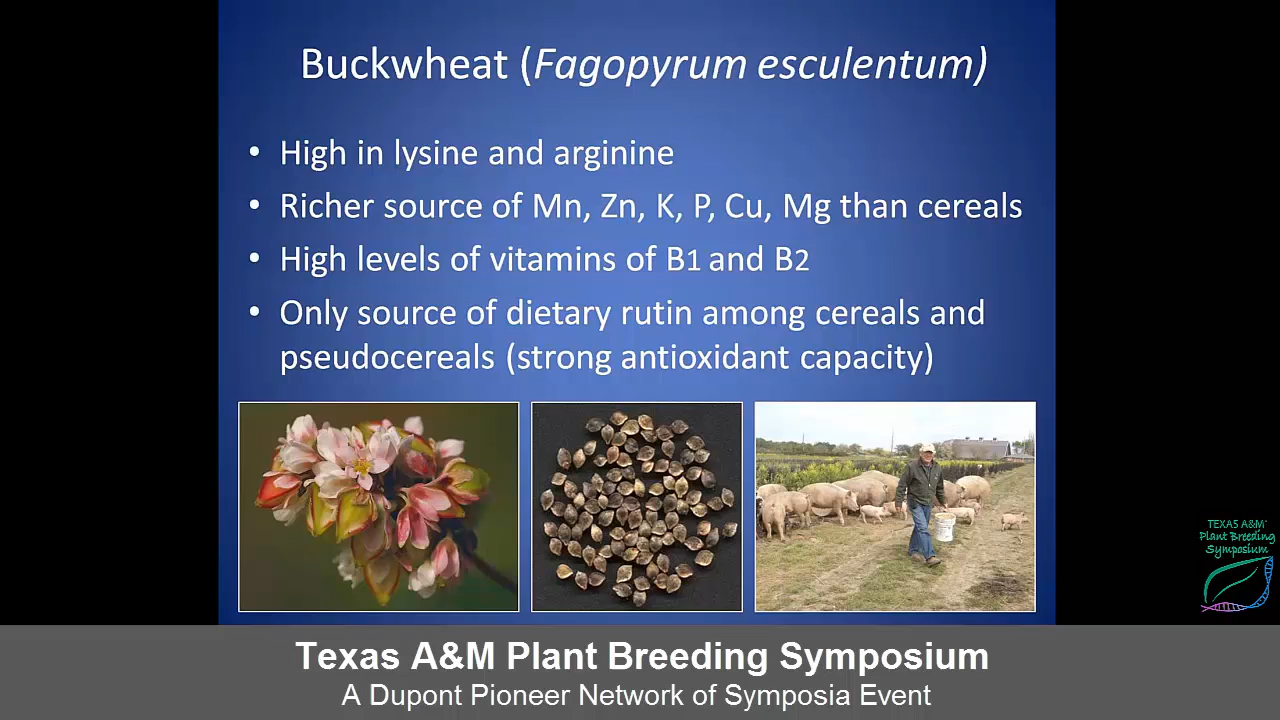 Buckwheat (Fagopyrum esculentum)
• High in lysine and arginine
• Richer source of Mn, Zn, K, P, Cu, Mg than cereals
• High levels of vitamins of B1 and B2
• Only source of dietary rutin among cereals and
pseudocereals (strong antioxidant capacity)
TEXAS A&M
Plant Breeding
Symposium
Texas A&M Plant Breeding Symposium
A Dupont Pioneer Network of Symposia Event